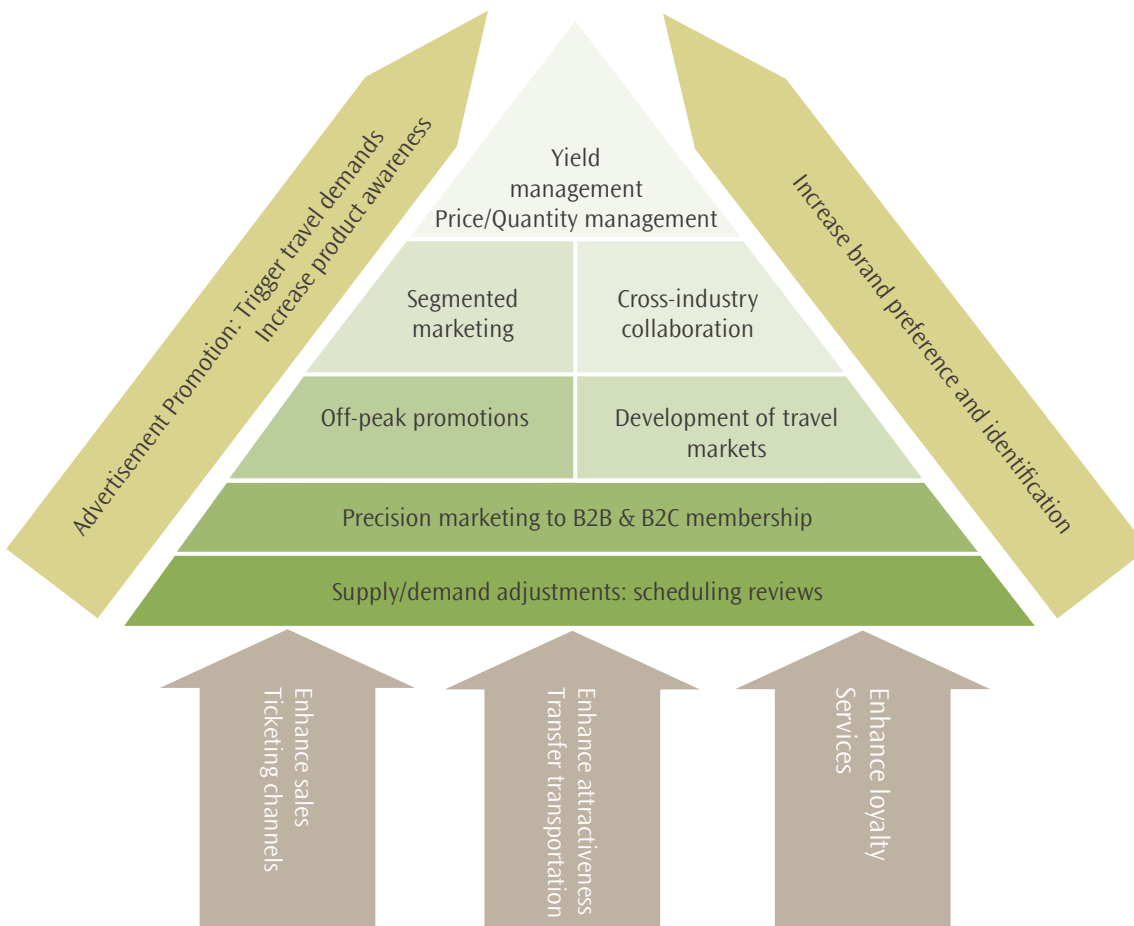 Advertisement Promotion: Trigger travel demands
Increase product awareness
Yield
management
Price/Quantity management
Increase brand preference and identification
Segmented
marketing
Cross-industry
collaboration
Off-peak promotions
Development of travel
markets
Precision marketing to B2B & B2C membership
Supply/demand adjustments: scheduling reviews
Enhance sales
Ticketing channels
Enhance attractiveness
Transfer transportation
Enhance loyalty
Services